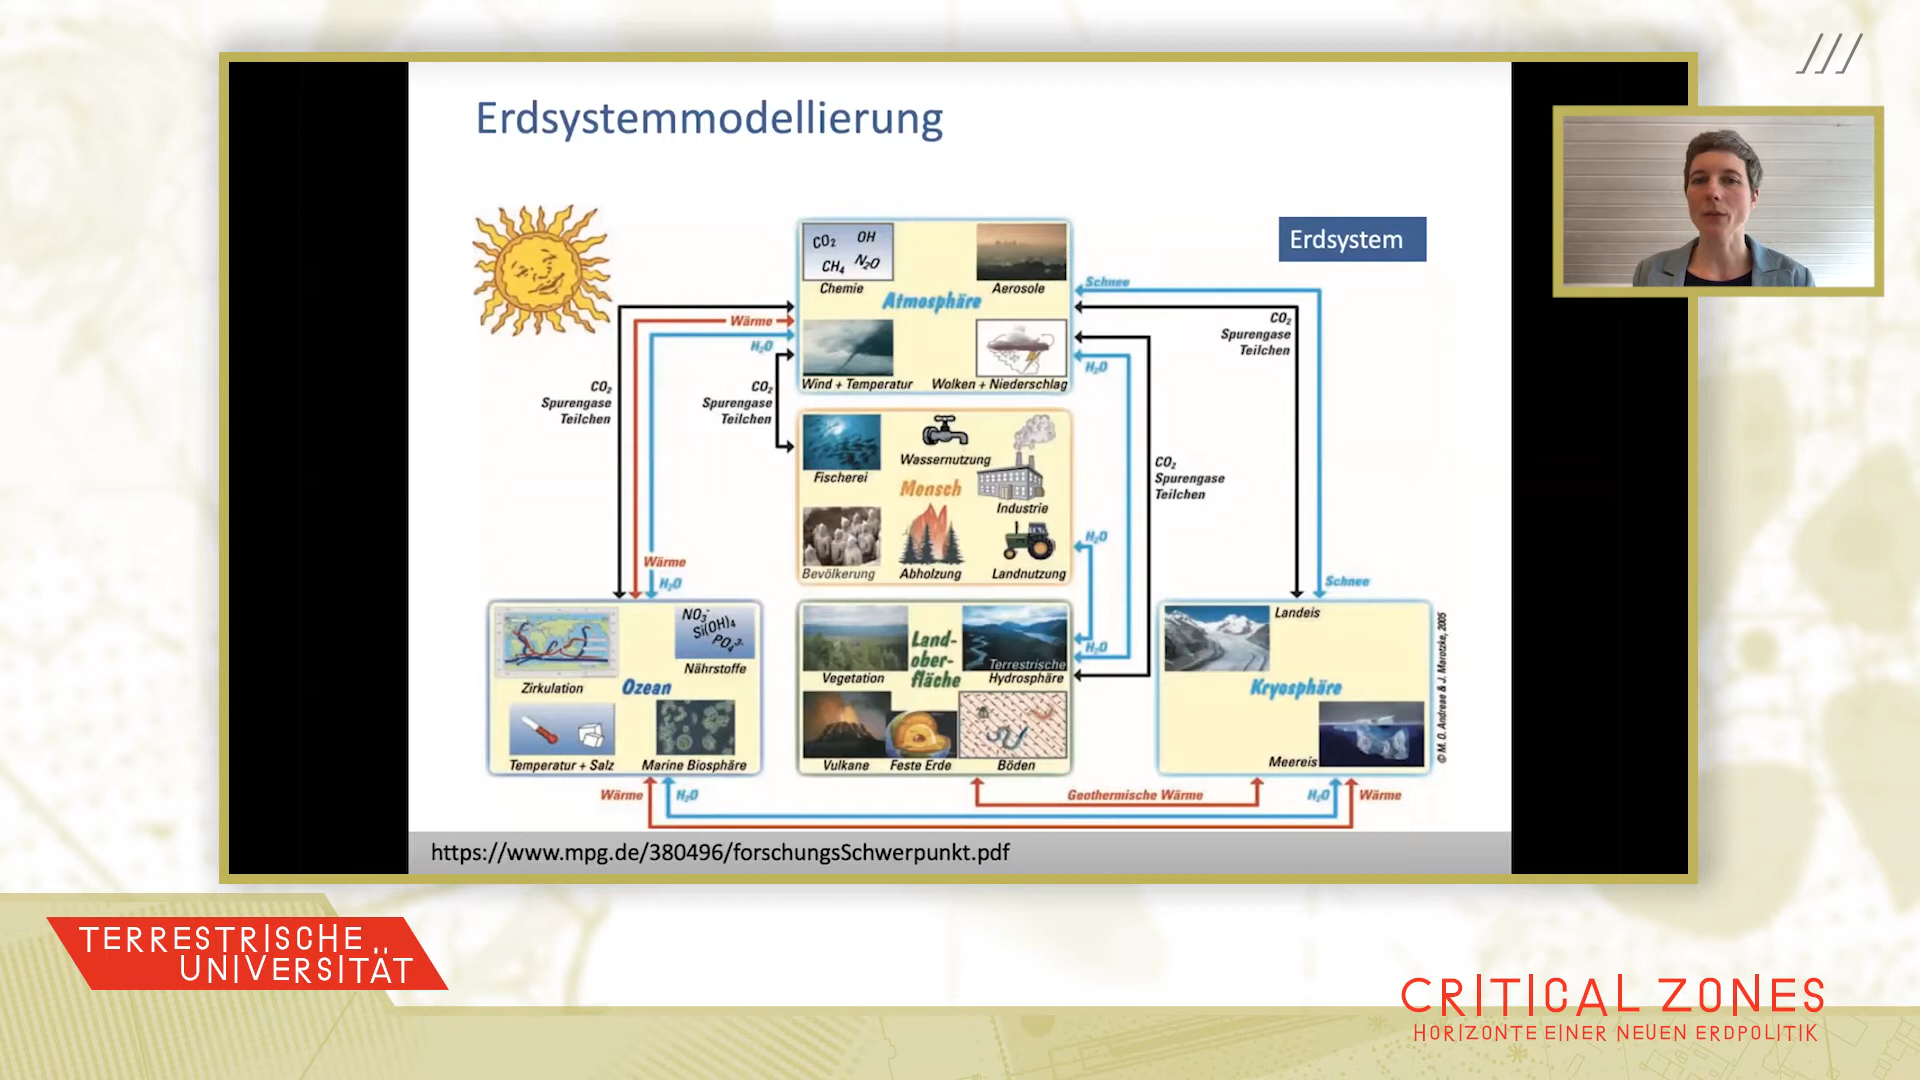 Erdsystemmodellierung
Erdsystem
CO₂ OH
CH₄ N₂O
Chemie
Aerosole
Atmosphäre
Wind + Temperatur
Wolken + Niederschlag
Schnee
Wärme
H₂O
CO₂
Spurengase
Teilchen
CO₂
Spurengase
Teilchen
CO₂
Spurengase
Teilchen
H₂O
CO₂
Spurengase
Teilchen
Fischerei
Wassernutzung
Mensch
Industrie
Bevölkerung
Abholzung
Landnutzung
H₂O
Wärme
H₂O
Schnee
NO₃⁻
Si(OH)₄
PO₄³⁻
Nährstoffe
Zirkulation
Ozean
Temperatur + Salz
Marine Biosphäre
Land-
ober-
fläche
Vegetation
Terrestrische
Hydrosphäre
H₂O
Vulkane
Feste Erde
Böden
Landeis
Kryosphäre
Meereis
© M. O. Andreae & J. Marotzke, 2005
Wärme
H₂O
Geothermische Wärme
H₂O
Wärme
https://www.mpg.de/380496/forschungsSchwerpunkt.pdf
TERRESTRISCHE
UNIVERSITÄT
CRITICAL ZONES
HORIZONTE EINER NEUEN ERDPOLITIK